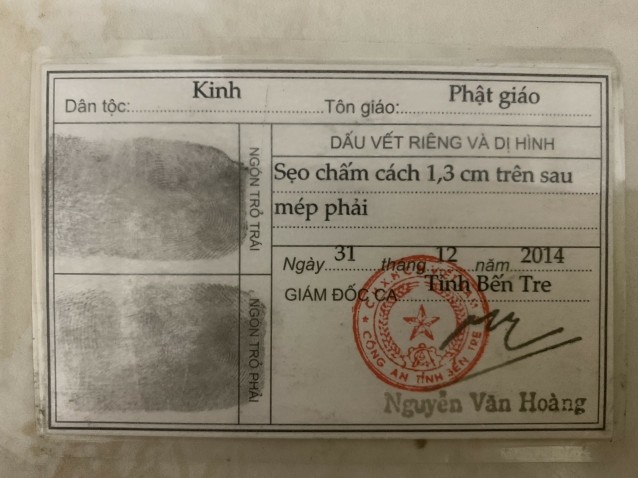 Dân tộc: Kinh Tôn giáo: Phật giáo
NGÓN TRỎ TRÁI
NGÓN TRỎ PHẢI
DẤU VẾT RIÊNG VÀ DỊ HÌNH
Sẹo chấm cách 1,3 cm trên sau
mép phải
Ngày 31 tháng 12 năm 2014
GIÁM ĐỐC CA Tỉnh Bến Tre
CÔNG AN TỈNH BẾN TRE
Nguyễn Văn Hoàng